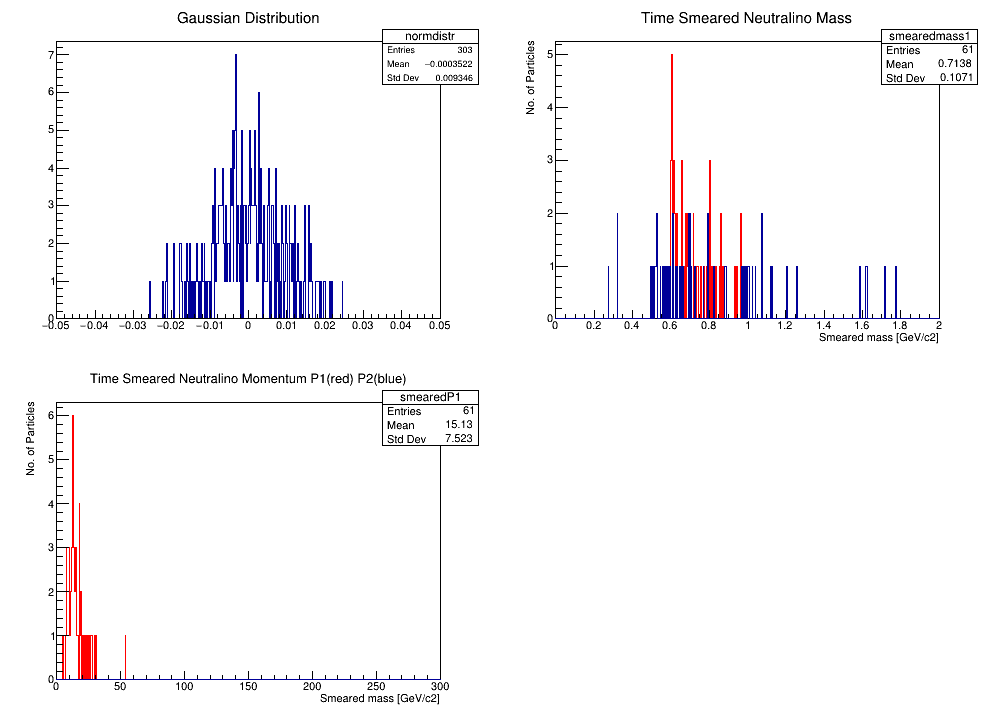 Gaussian Distribution
normdistr
Entries 303
Mean −0.0003522
Std Dev 0.009346
7
6
5
4
3
2
1
0
−0.05 −0.04 −0.03 −0.02 −0.01 0 0.01 0.02 0.03 0.04 0.05
Time Smeared Neutralino Mass
smearedmass1
Entries 61
Mean 0.7138
Std Dev 0.1071
No. of Particles
5
4
3
2
1
0
0 0.2 0.4 0.6 0.8 1 1.2 1.4 1.6 1.8 2
Smeared mass [GeV/c2]
Time Smeared Neutralino Momentum P1(red) P2(blue)
smearedP1
Entries 61
Mean 15.13
Std Dev 7.523
No. of Particles
6
5
4
3
2
1
0
0 50 100 150 200 250 300
Smeared mass [GeV/c2]